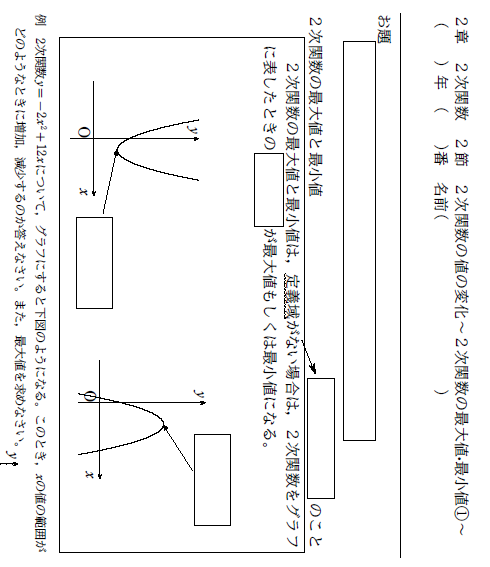 2章　2次関数　2節　2次関数の値の変化～2次関数の最大値・最小値①～
(　　)年　(　　)番　名前(　　　　　　　)
お題
2次関数の最大値と最小値
2次関数の最大値と最小値は，定義域がない場合は，2次関数をグラフ
に表したときの　　　　が最大値もしくは最小値になる。
のこと
y
O
x
y
O
x
例　2次関数y＝－2x²＋12xについて，グラフにすると下図のようになる。このとき，xの値の範囲が
どのようなときに増加，減少するのか答えなさい。また，最大値を求めなさい。
y